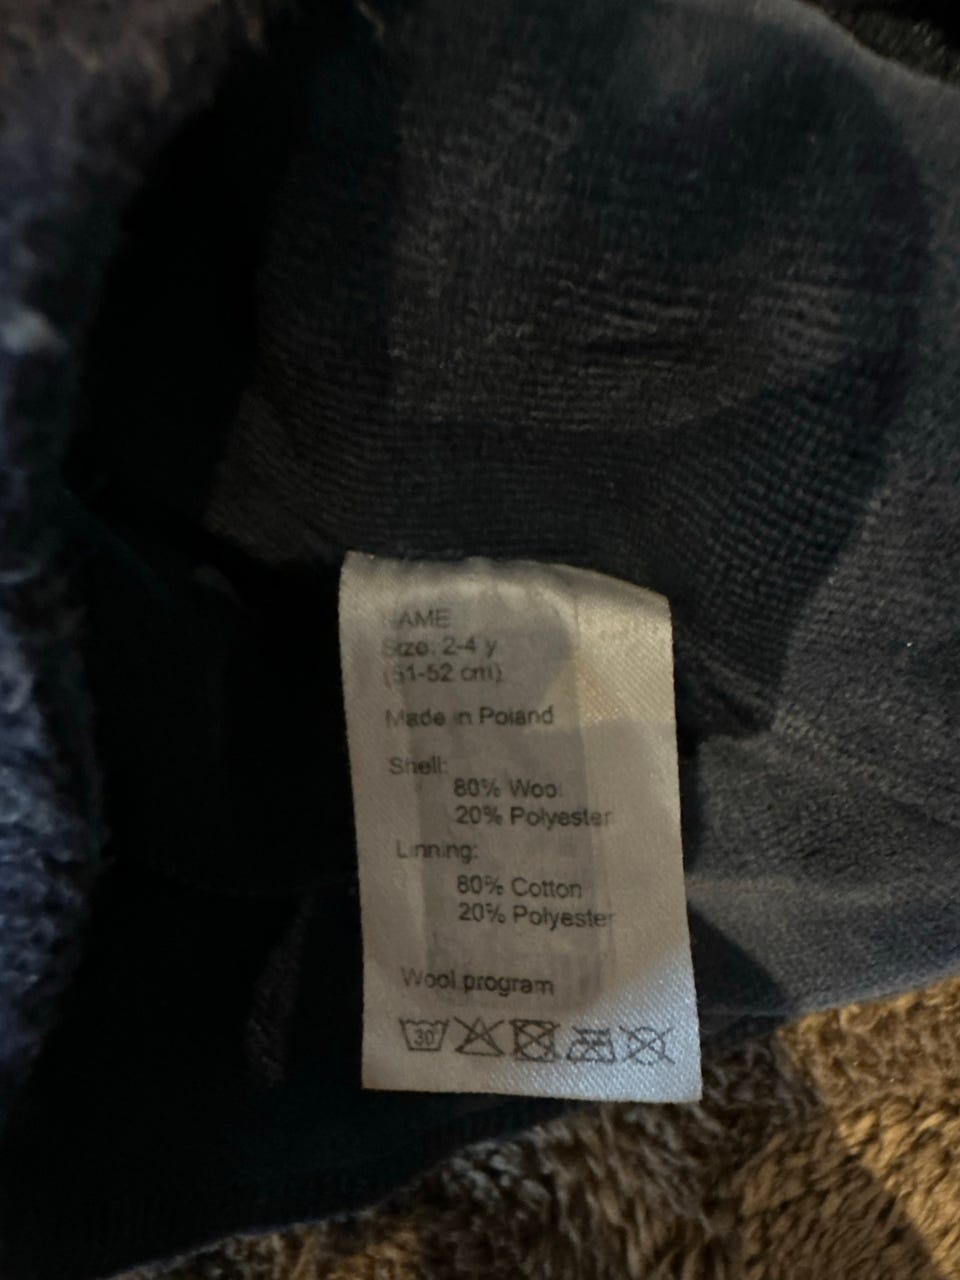 NAME
Size: 2-4 y
(51-52 cm)
Made in Poland
Shell:
80% Wool
20% Polyester
Linning:
80% Cotton
20% Polyester
Wool program
30